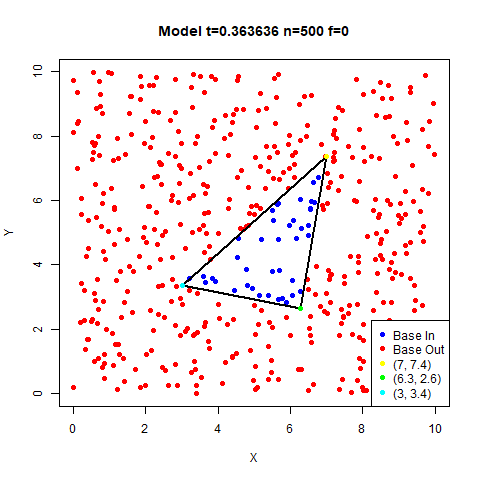 Model t=0.363636 n=500 f=0
10
8
6
4
2
0
Y
Base In
Base Out
(7, 7.4)
(6.3, 2.6)
(3, 3.4)
0 2 4 6 8 10
X